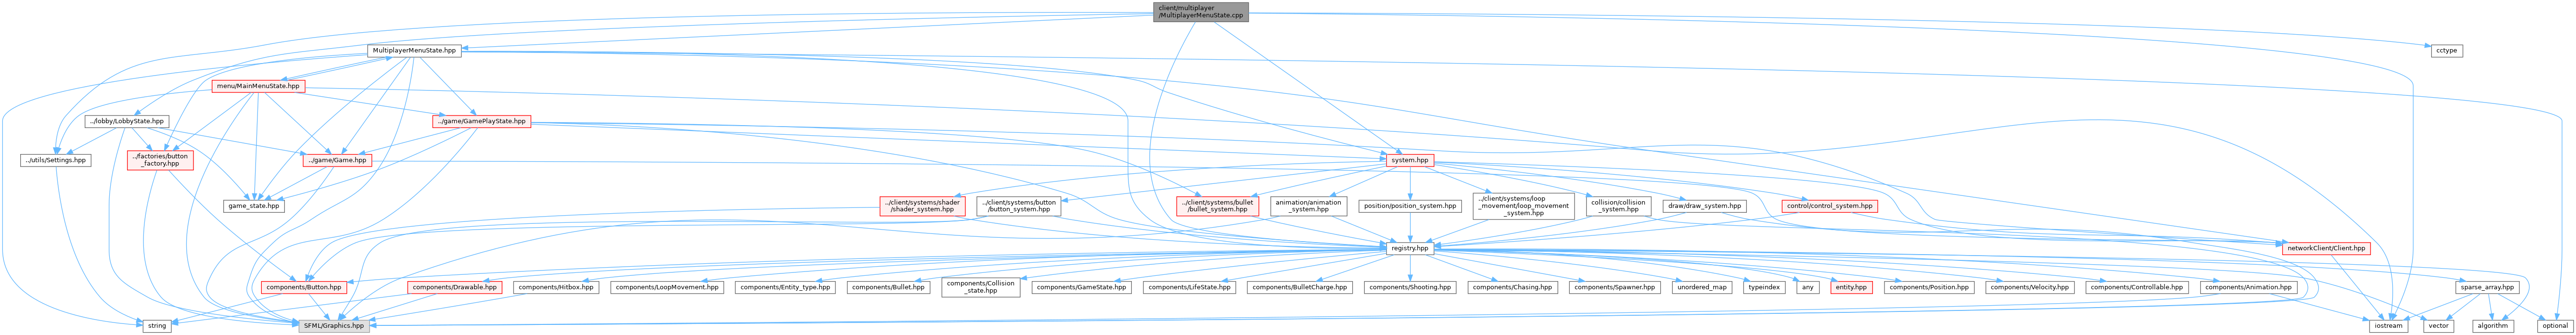 client/multiplayer
/MultiplayerMenuState.cpp
MultiplayerMenuState.hpp
cctype
menu/MainMenuState.hpp
../lobby/LobbyState.hpp
../game/GamePlayState.hpp
../utils/Settings.hpp
../factories/button
_factory.hpp
../game/Game.hpp
system.hpp
game_state.hpp
../client/systems/shader
/shader_system.hpp
../client/systems/button
/button_system.hpp
../client/systems/bullet
/bullet_system.hpp
animation/animation
_system.hpp
position/position_system.hpp
../client/systems/loop
_movement/loop_movement
_system.hpp
collision/collision
_system.hpp
draw/draw_system.hpp
control/control_system.hpp
registry.hpp
networkClient/Client.hpp
components/Button.hpp
components/Drawable.hpp
components/Hitbox.hpp
components/LoopMovement.hpp
components/Entity_type.hpp
components/Bullet.hpp
components/Collision
_state.hpp
components/GameState.hpp
components/LifeState.hpp
components/BulletCharge.hpp
components/Shooting.hpp
components/Chasing.hpp
components/Spawner.hpp
unordered_map
typeindex
any
entity.hpp
components/Position.hpp
components/Velocity.hpp
components/Controllable.hpp
components/Animation.hpp
sparse_array.hpp
string
SFML/Graphics.hpp
iostream
vector
algorithm
optional